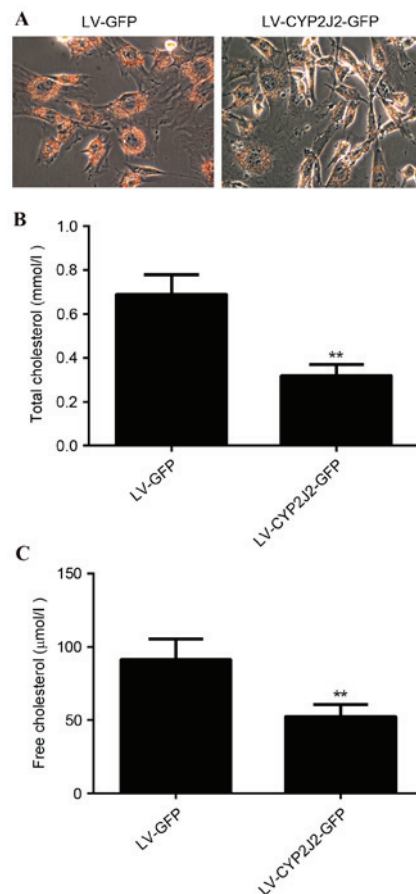 A
LV-GFP
LV-CYP2J2-GFP
B
Total cholesterol (mmol/l)
1.0
0.8
0.6
0.4
0.2
0.0
**
LV-GFP
LV-CYP2J2-GFP
C
Free cholesterol (μmol/l)
150
100
50
0
**
LV-GFP
LV-CYP2J2-GFP